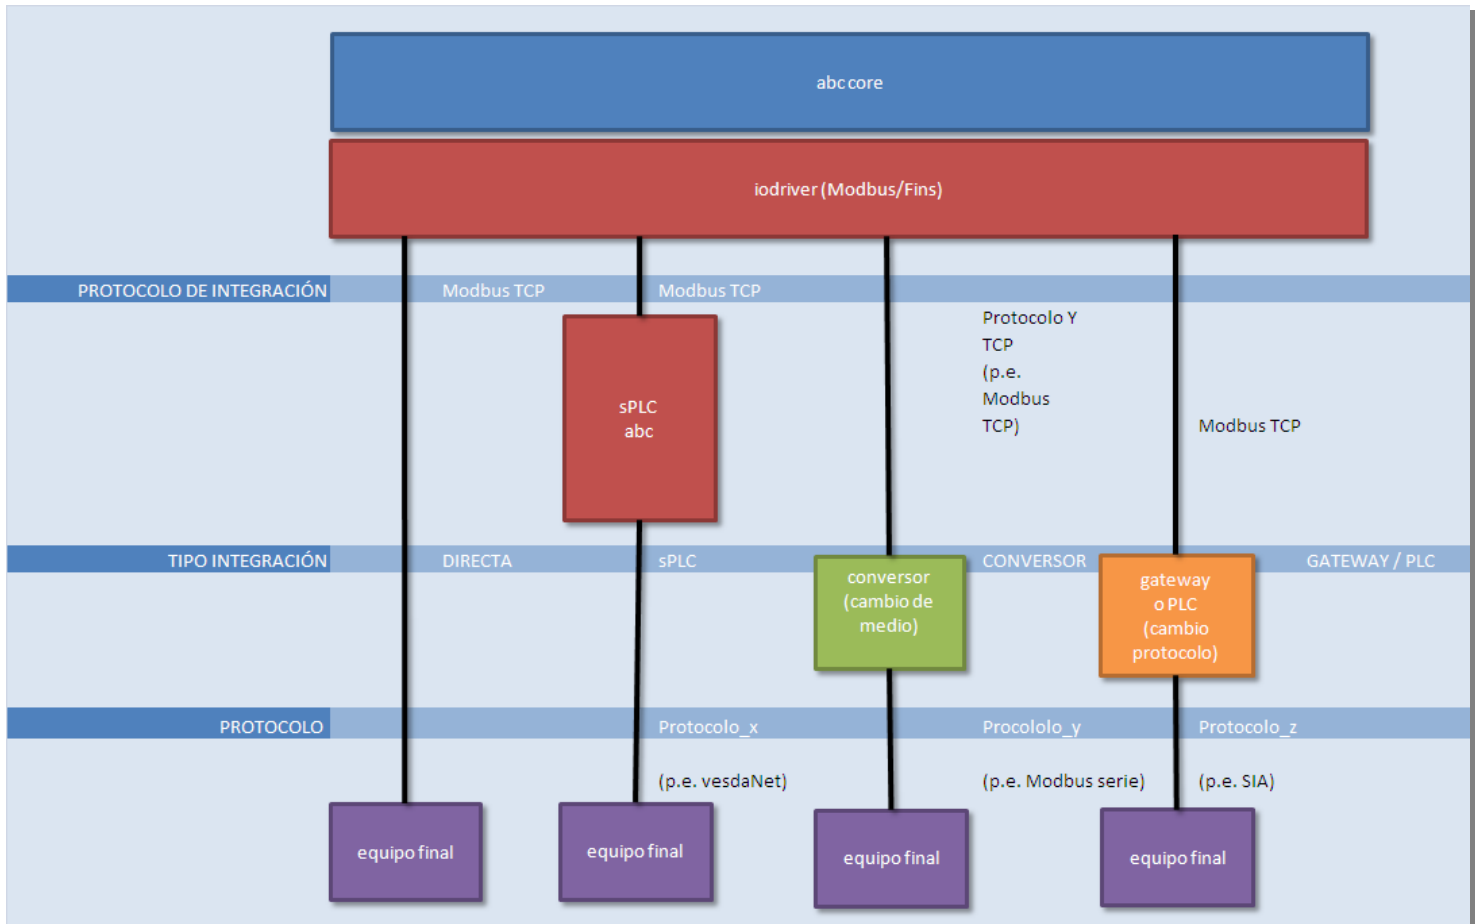 abc core
iodriver (Modbus/Fins)
PROTOCOLO DE INTEGRACIÓN
Modbus TCP
Modbus TCP
Protocolo Y
TCP
(p.e.
Modbus
TCP)
Modbus TCP
sPLC
abc
TIPO INTEGRACIÓN
DIRECTA
sPLC
CONVERSOR
GATEWAY / PLC
conversor
(cambio de
medio)
gateway
o PLC
(cambio
protocolo)
PROTOCOLO
Protocolo_x
Procololo_y
Protocolo_z
(p.e. vesdaNet)
(p.e. Modbus serie)
(p.e. SIA)
equipo final
equipo final
equipo final
equipo final